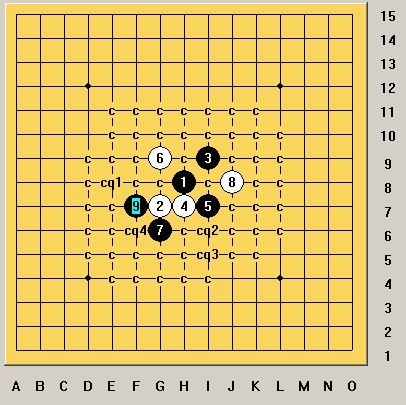 15
14
13
12
c c c c c c c 11
c c c c c c c c 10
c c c 6 c 3 c c c 9
c cq1 c c 1 c 8 c c 8
c c 9 2 4 5 c c c 7
c c cq4 7 c cq2 c c c 6
c c c c c cq3 c c 5
c c c c c 4
3
2
1
A B C D E F G H I J K L M N O